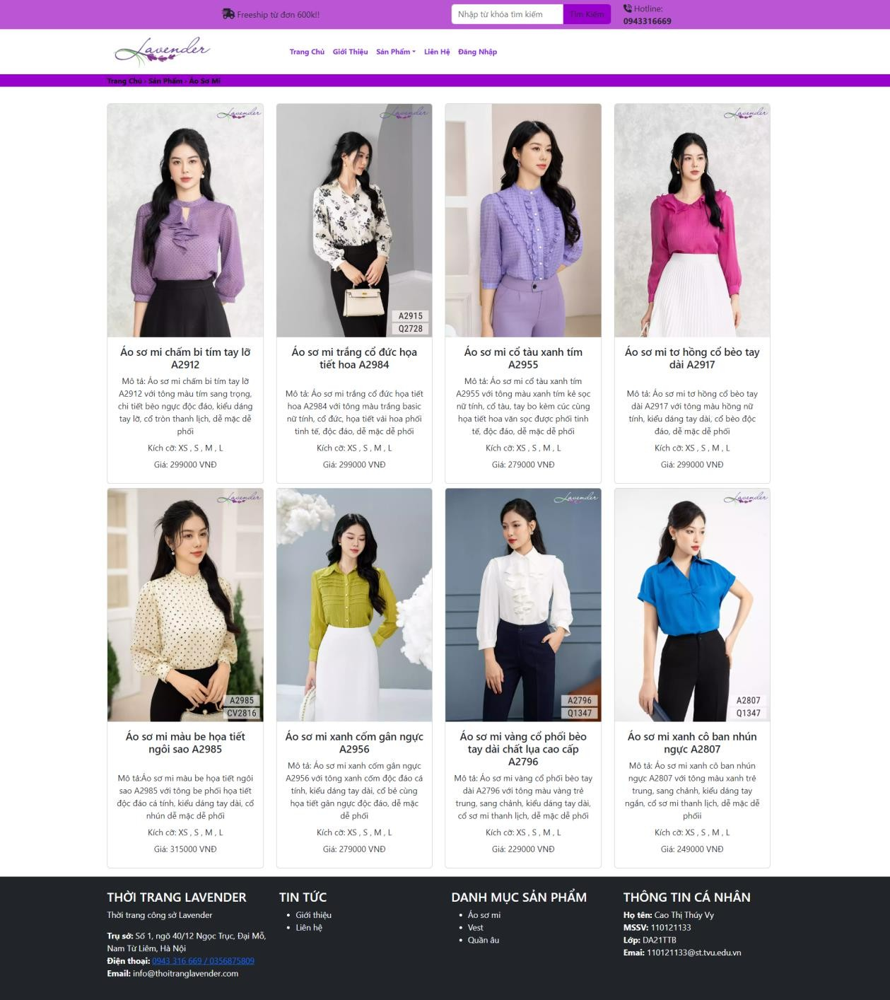 Freeship từ đơn 600k!!
Nhập từ khóa tìm kiếm
Tìm Kiếm
Hotline:
0943316669
Lavender
Trang Chủ
Giới Thiệu
Sản Phẩm
Liên Hệ
Đăng Nhập
Trang Chủ › Sản Phẩm › Áo Sơ Mi
Lavender
Lavender
Lavender
A2915
Q2728
Áo sơ mi chấm bi tím tay lỡ
A2912
Mô tả: Áo sơ mi chấm bi tím tay lỡ
A2912 với tông màu tím sang trọng,
chi tiết bèo ngực độc đáo, kiểu dáng
tay lỡ, cổ tròn thanh lịch, dễ mặc dễ
phối
Kích cỡ: XS , S , M , L
Giá: 299000 VNĐ
Áo sơ mi trắng cổ đức họa
tiết hoa A2984
Mô tả: Áo sơ mi trắng cổ đức họa tiết
hoa A2984 với tông màu trắng basic
nữ tính, cổ đức, họa tiết vải hoa phối
tinh tế, độc đáo, dễ mặc dễ phối
Kích cỡ: XS , S , M , L
Giá: 299000 VNĐ
Áo sơ mi cổ tàu xanh tím
A2955
Mô tả: Áo sơ mi cổ tàu xanh tím
A2955 với tông màu xanh tím kẻ sọc
nữ tính, cổ tàu, tay bo kèm cúc cùng
họa tiết hoa văn sọc được phối tinh
tế, độc đáo, dễ mặc dễ phối
Kích cỡ: XS , S , M , L
Giá: 279000 VNĐ
Áo sơ mi tơ hồng cổ bèo tay
dài A2917
Mô tả: Áo sơ mi tơ hồng cổ bèo tay
dài A2917 với tông màu hồng nữ
tính, kiểu dáng tay dài, cổ bèo độc
đáo, dễ mặc dễ phối
Kích cỡ: XS , S , M , L
Giá: 299000 VNĐ
Lavender
Lavender
Lavender
A2985
CV2816
A2796
Q1347
A2807
Q1347
Áo sơ mi màu be họa tiết
ngôi sao A2985
Mô tả:Áo sơ mi màu be họa tiết ngôi
sao A2985 với tông be phối họa tiết
độc đáo cá tính, kiểu dáng tay dài, cổ
nhún dễ mặc dễ phối
Kích cỡ: XS , S , M , L
Giá: 315000 VNĐ
Áo sơ mi xanh cốm gân ngực
A2956
Mô tả: Áo sơ mi xanh cốm gân ngực
A2956 với tông xanh cốm độc đáo cá
tính, kiểu dáng tay dài, cổ bẻ cùng
họa tiết gân ngực độc đáo, dễ mặc
dễ phối
Kích cỡ: XS , S , M , L
Giá: 279000 VNĐ
Áo sơ mi vàng cổ phối bèo
tay dài chất lụa cao cấp
A2796
Mô tả: Áo sơ mi vàng cổ phối bèo tay
dài A2796 với tông màu vàng trẻ
trung, sang chảnh, kiểu dáng tay dài,
cổ sơ mi thanh lịch, dễ mặc dễ phối
Kích cỡ: XS , S , M , L
Giá: 229000 VNĐ
Áo sơ mi xanh cô ban nhún
ngực A2807
Mô tả: Áo sơ mi xanh cô ban nhún
ngực A2807 với tông màu xanh trẻ
trung, sang chảnh, kiểu dáng tay
ngắn, cổ sơ mi thanh lịch, dễ mặc dễ
phốii
Kích cỡ: XS , S , M , L
Giá: 249000 VNĐ
THỜI TRANG LAVENDER
Thời trang công sở Lavender
Trụ sở: Số 1, ngõ 40/12 Ngọc Trục, Đại Mỗ,
Nam Từ Liêm, Hà Nội
Điện thoại: 0943 316 669 / 0356875809
Email: info@thoitranglavender.com
TIN TỨC
Giới thiệu
Liên hệ
DANH MỤC SẢN PHẨM
Áo sơ mi
Vest
Quần âu
THÔNG TIN CÁ NHÂN
Họ tên: Cao Thị Thúy Vy
MSSV: 110121133
Lớp: DA21TTB
Emai: 110121133@st.tvu.edu.vn